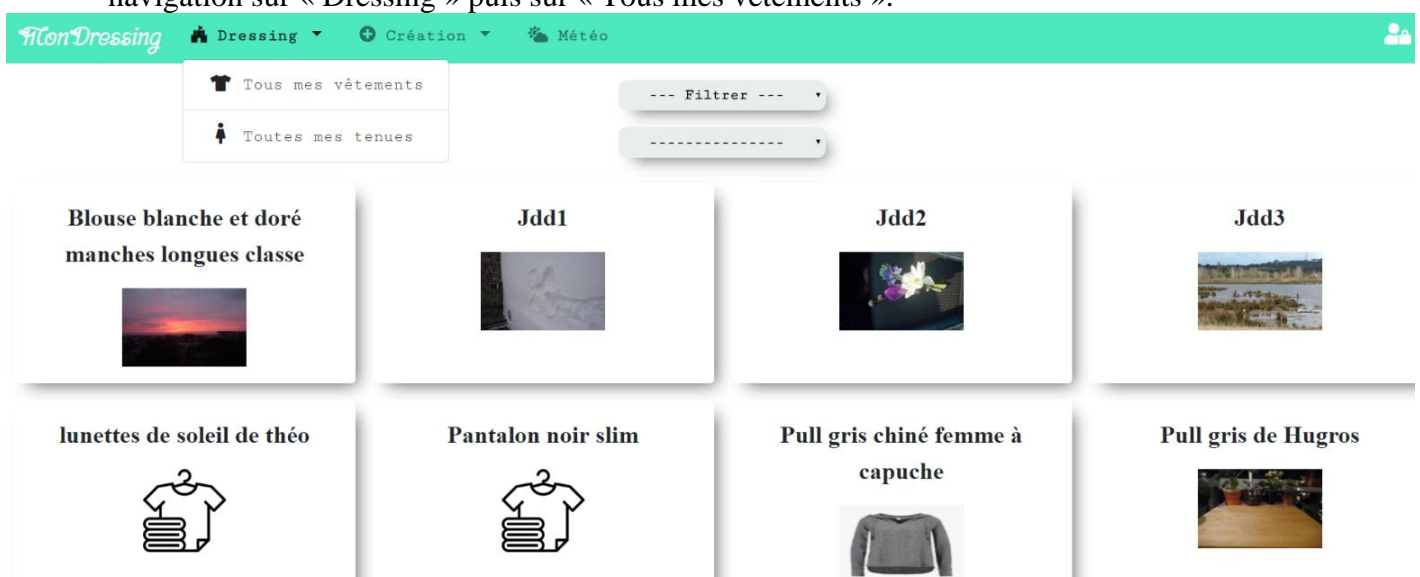 navigation sur « Dressing » puis sur « Tous mes vêtements ».
MonDressing Dressing Création Météo
Tous mes vêtements
Toutes mes tenues
--- Filtrer ---
---------------
Blouse blanche et doré
manches longues classe
Jdd1
Jdd2
Jdd3
lunettes de soleil de théo
Pantalon noir slim
Pull gris chiné femme à
capuche
Pull gris de Hugros